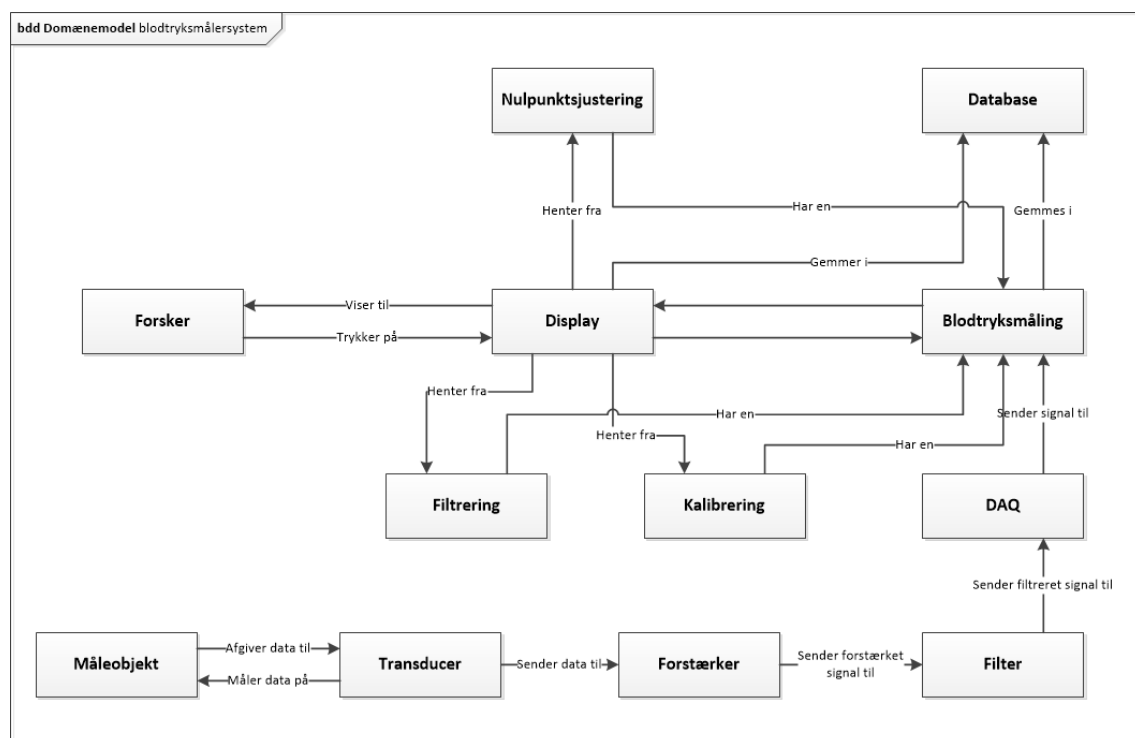 bdd Domænemodel blodtryksmålersystem
Nulpunktsjustering
Database
Henter fra
Har en
Gemmes i
Gemmer i
Forsker
Viser til
Trykker på
Display
Blodtryksmåling
Henter fra
Har en
Sender signal til
Henter fra
Har en
Filtrering
Kalibrering
DAQ
Sender filtreret signal til
Måleobjekt
Afgiver data til
Måler data på
Transducer
Sender data til
Forstærker
Sender forstærket
signal til
Filter